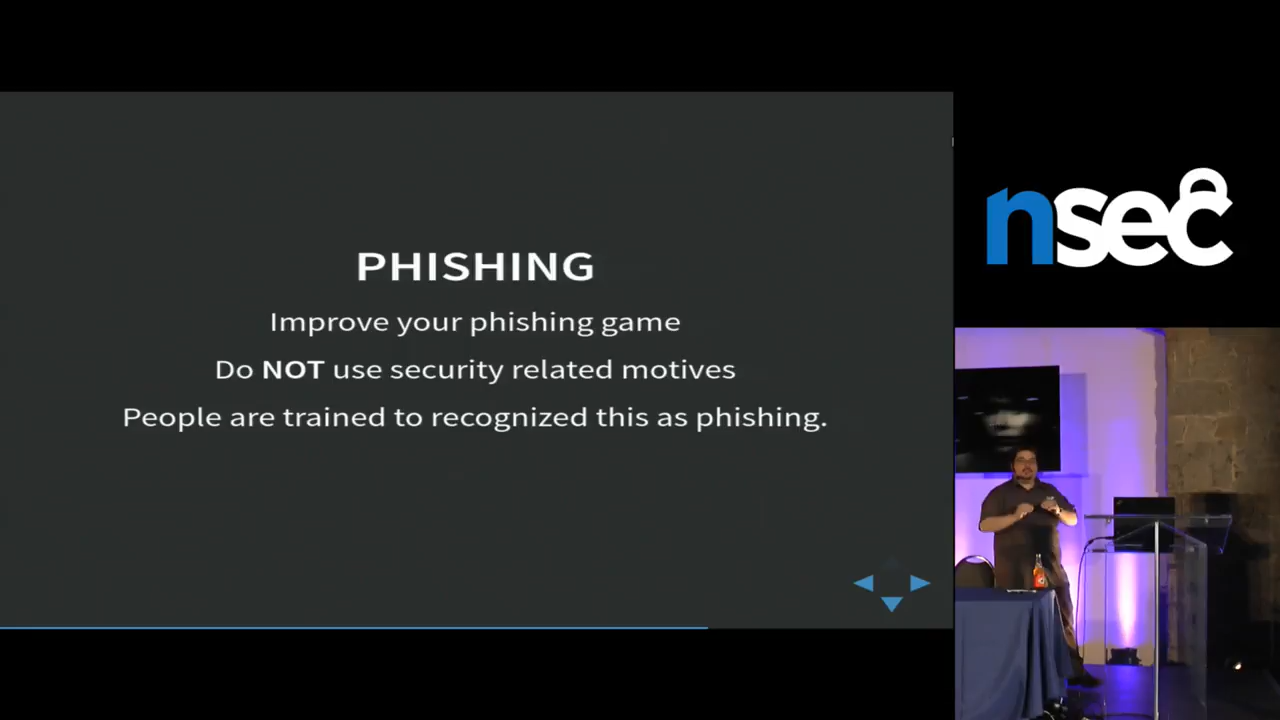 PHISHING
Improve your phishing game
Do NOT use security related motives
People are trained to recognized this as phishing.
nsec